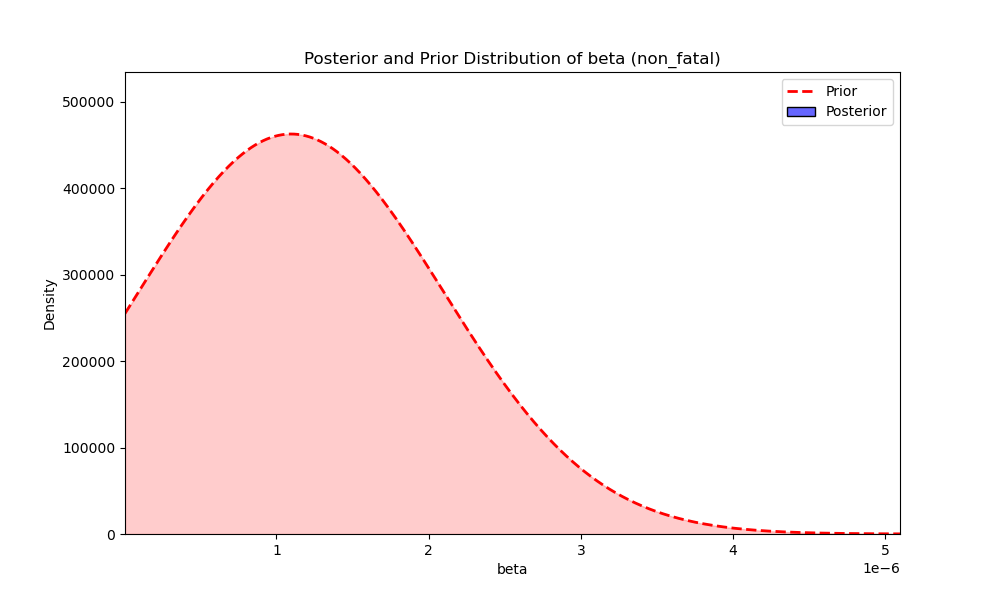 Posterior and Prior Distribution of beta (non_fatal)
Prior
Posterior
500000
400000
300000
200000
100000
0
Density
1
2
3
4
5
1e−6
beta